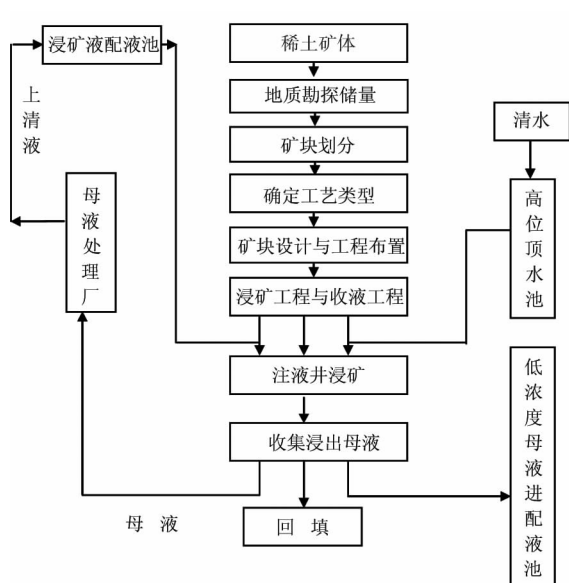 浸矿液配液池
稀土矿体
地质勘探储量
上清液
清水
矿块划分
母液处理厂
确定工艺类型
高位顶水池
矿块设计与工程布置
浸矿工程与收液工程
注液井浸矿
低浓度母液进配液池
收集浸出母液
母 液
回 填